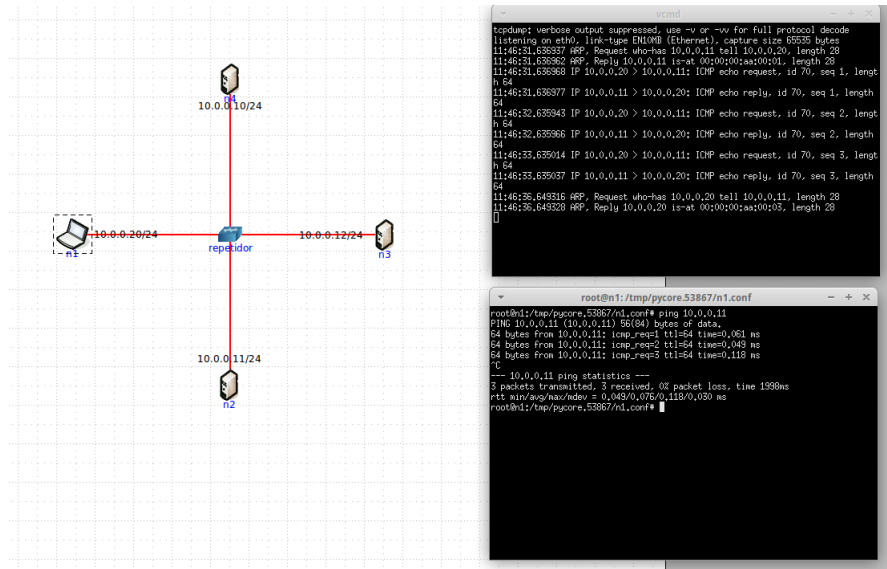 n4
10.0.0.10/24
10.0.0.20/24
n1
repetidor
10.0.0.12/24
n3
10.0.0.11/24
n2
vcmd
tcpdump: verbose output suppressed, use -v or -vv for full protocol decode
listening on eth0, link-type EN10MB (Ethernet), capture size 65535 bytes
11:46:31.636937 ARP, Request who-has 10.0.0.11 tell 10.0.0.20, length 28
11:46:31.636962 ARP, Reply 10.0.0.11 is-at 00:00:00:aa:00:01, length 28
11:46:31.636968 IP 10.0.0.20 > 10.0.0.11: ICMP echo request, id 70, seq 1, lengt
h 64
11:46:31.636977 IP 10.0.0.11 > 10.0.0.20: ICMP echo reply, id 70, seq 1, length
64
11:46:32.635943 IP 10.0.0.20 > 10.0.0.11: ICMP echo request, id 70, seq 2, lengt
h 64
11:46:32.635966 IP 10.0.0.11 > 10.0.0.20: ICMP echo reply, id 70, seq 2, length
64
11:46:33.635014 IP 10.0.0.20 > 10.0.0.11: ICMP echo request, id 70, seq 3, lengt
h 64
11:46:33.635037 IP 10.0.0.11 > 10.0.0.20: ICMP echo reply, id 70, seq 3, length
64
11:46:36.649316 ARP, Request who-has 10.0.0.20 tell 10.0.0.11, length 28
11:46:36.649328 ARP, Reply 10.0.0.20 is-at 00:00:00:aa:00:03, length 28
root@n1: /tmp/pycore.53867/n1.conf
root@n1:/tmp/pycore.53867/n1.conf# ping 10.0.0.11
PING 10.0.0.11 (10.0.0.11) 56(84) bytes of data.
64 bytes from 10.0.0.11: icmp_req=1 ttl=64 time=0.061 ms
64 bytes from 10.0.0.11: icmp_req=2 ttl=64 time=0.049 ms
64 bytes from 10.0.0.11: icmp_req=3 ttl=64 time=0.118 ms
^C
--- 10.0.0.11 ping statistics ---
3 packets transmitted, 3 received, 0% packet loss, time 1998ms
rtt min/avg/max/mdev = 0.049/0.076/0.118/0.030 ms
root@n1:/tmp/pycore.53867/n1.conf#